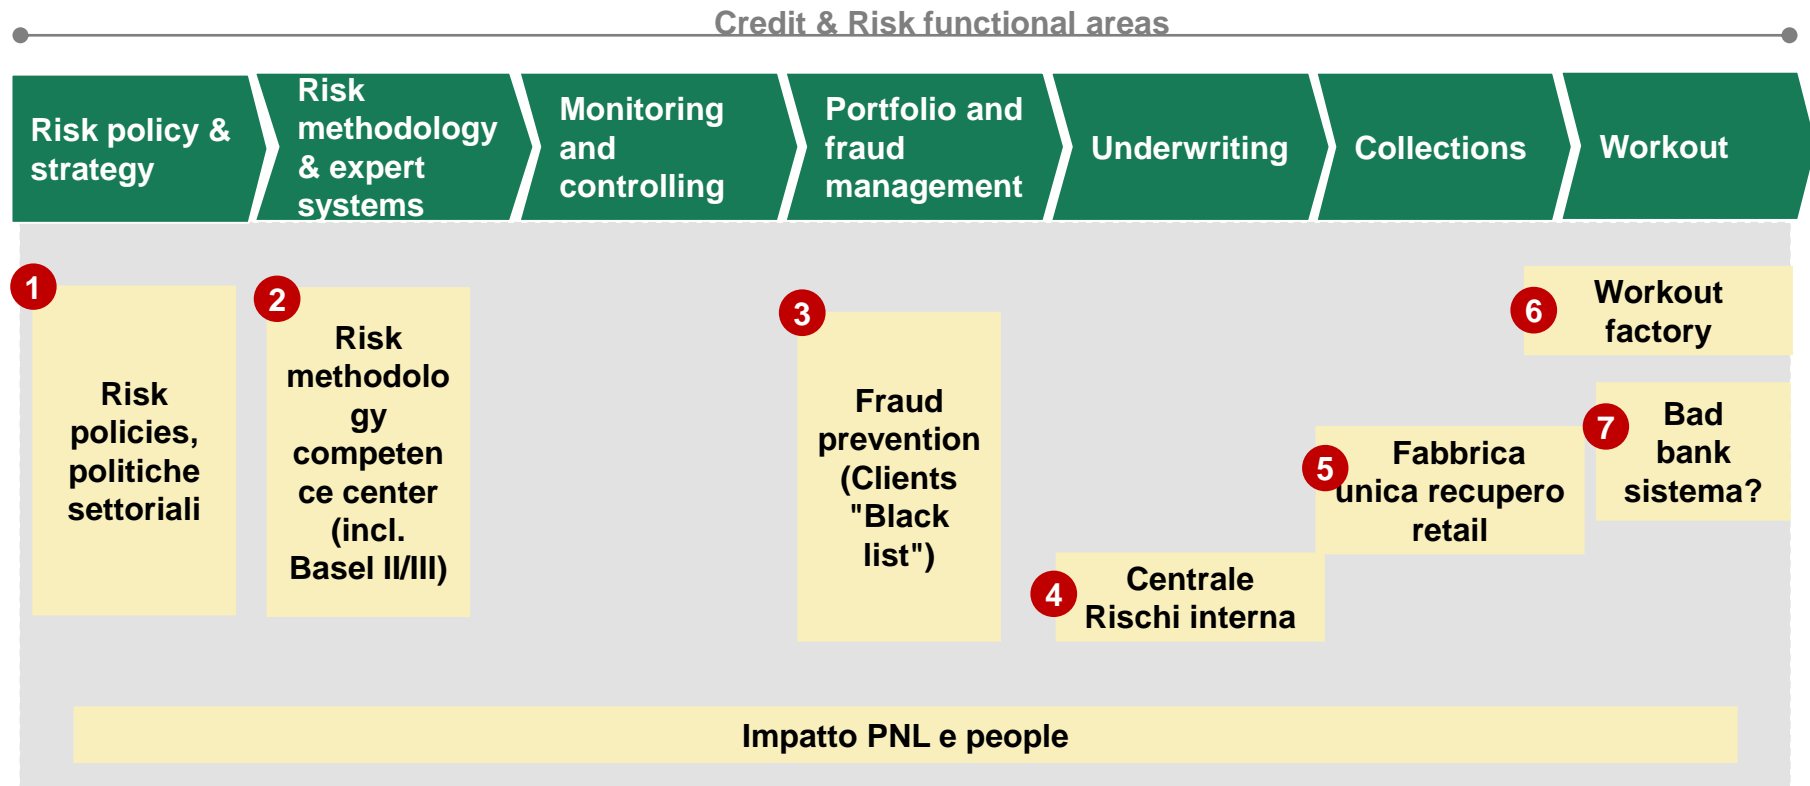 Credit & Risk functional areas
Risk policy &
strategy
Risk
methodology
& expert
systems
Monitoring
and
controlling
Portfolio and
fraud
management
Underwriting
Collections
Workout
1
Risk
policies,
politiche
settoriali
2
Risk
methodolo
gy
competen
ce center
(incl.
Basel II/III)
3
Fraud
prevention
(Clients
"Black
list")
4
Centrale
Rischi interna
5
Fabbrica
unica recupero
retail
6
Workout
factory
7
Bad
bank
sistema?
Impatto PNL e people